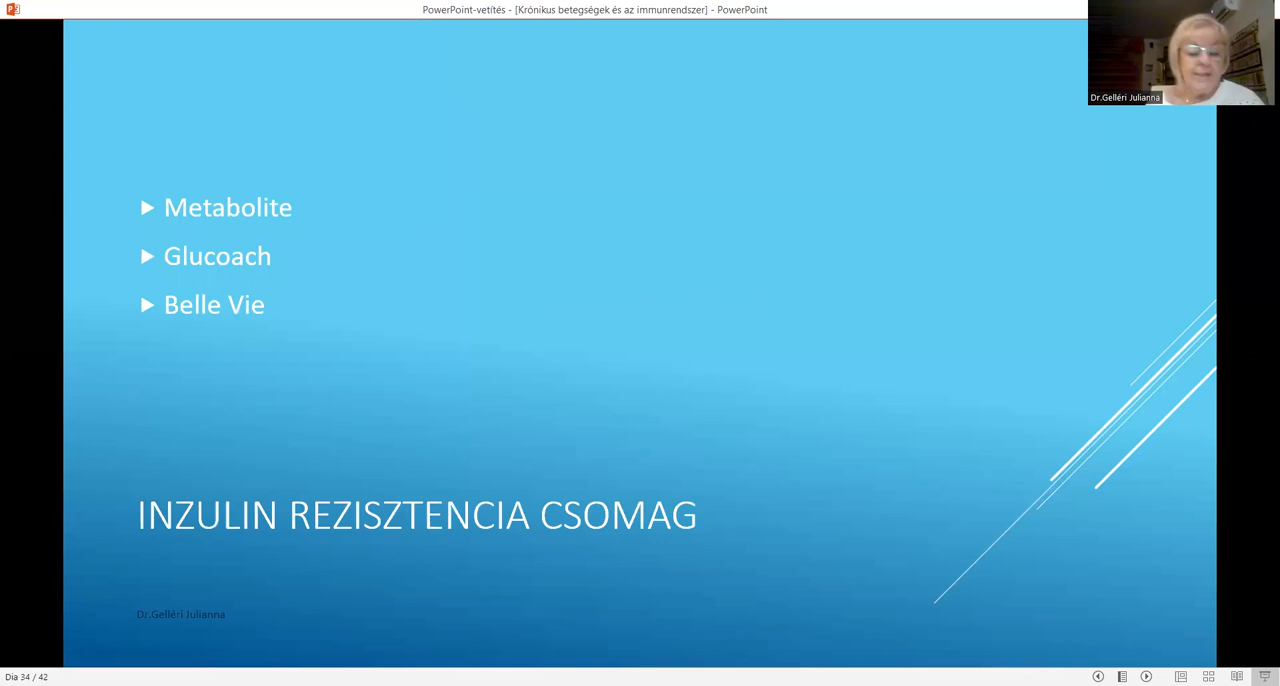 PowerPoint-vetítés - [Krónikus betegségek és az immunrendszer] - PowerPoint
Dr.Gelléri Julianna
Metabolite
Glucoach
Belle Vie
INZULIN REZISZTENCIA CSOMAG
Dr.Gelléri Julianna
Dia 34 / 42